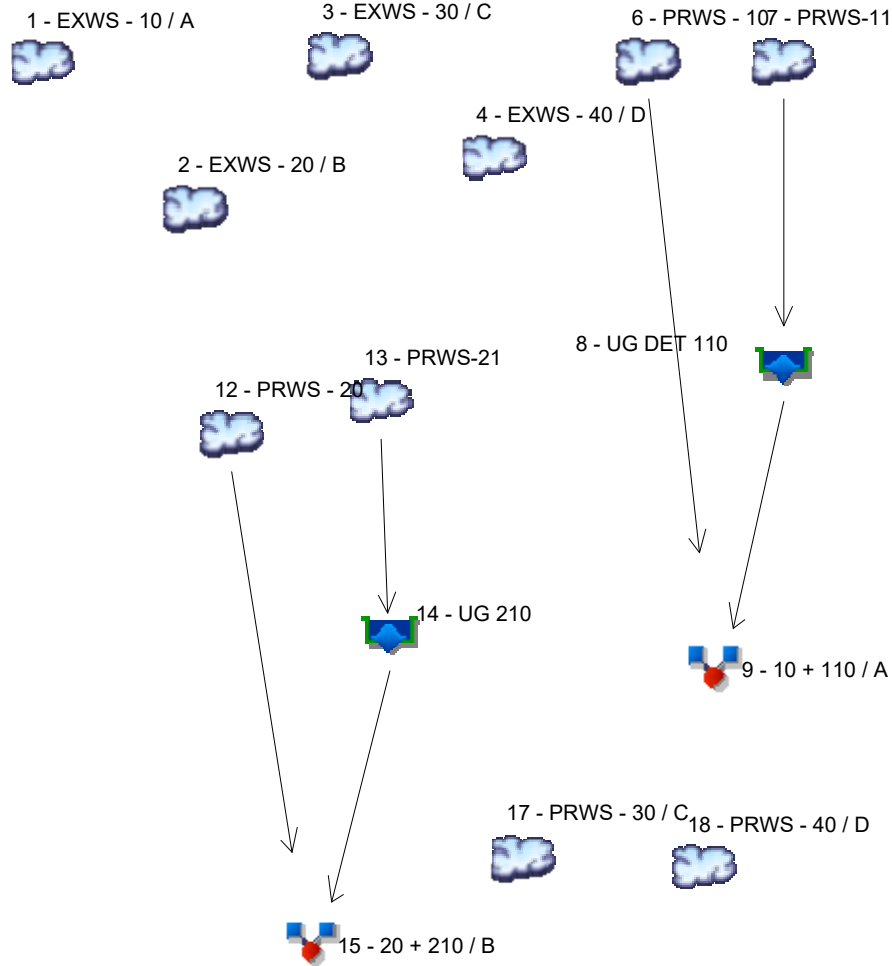 1 - EXWS - 10 / A
3 - EXWS - 30 / C
6 - PRWS - 10
7 - PRWS-11
4 - EXWS - 40 / D
2 - EXWS - 20 / B
8 - UG DET 110
13 - PRWS-21
12 - PRWS - 20
14 - UG 210
9 - 10 + 110 / A
17 - PRWS - 30 / C
18 - PRWS - 40 / D
15 - 20 + 210 / B